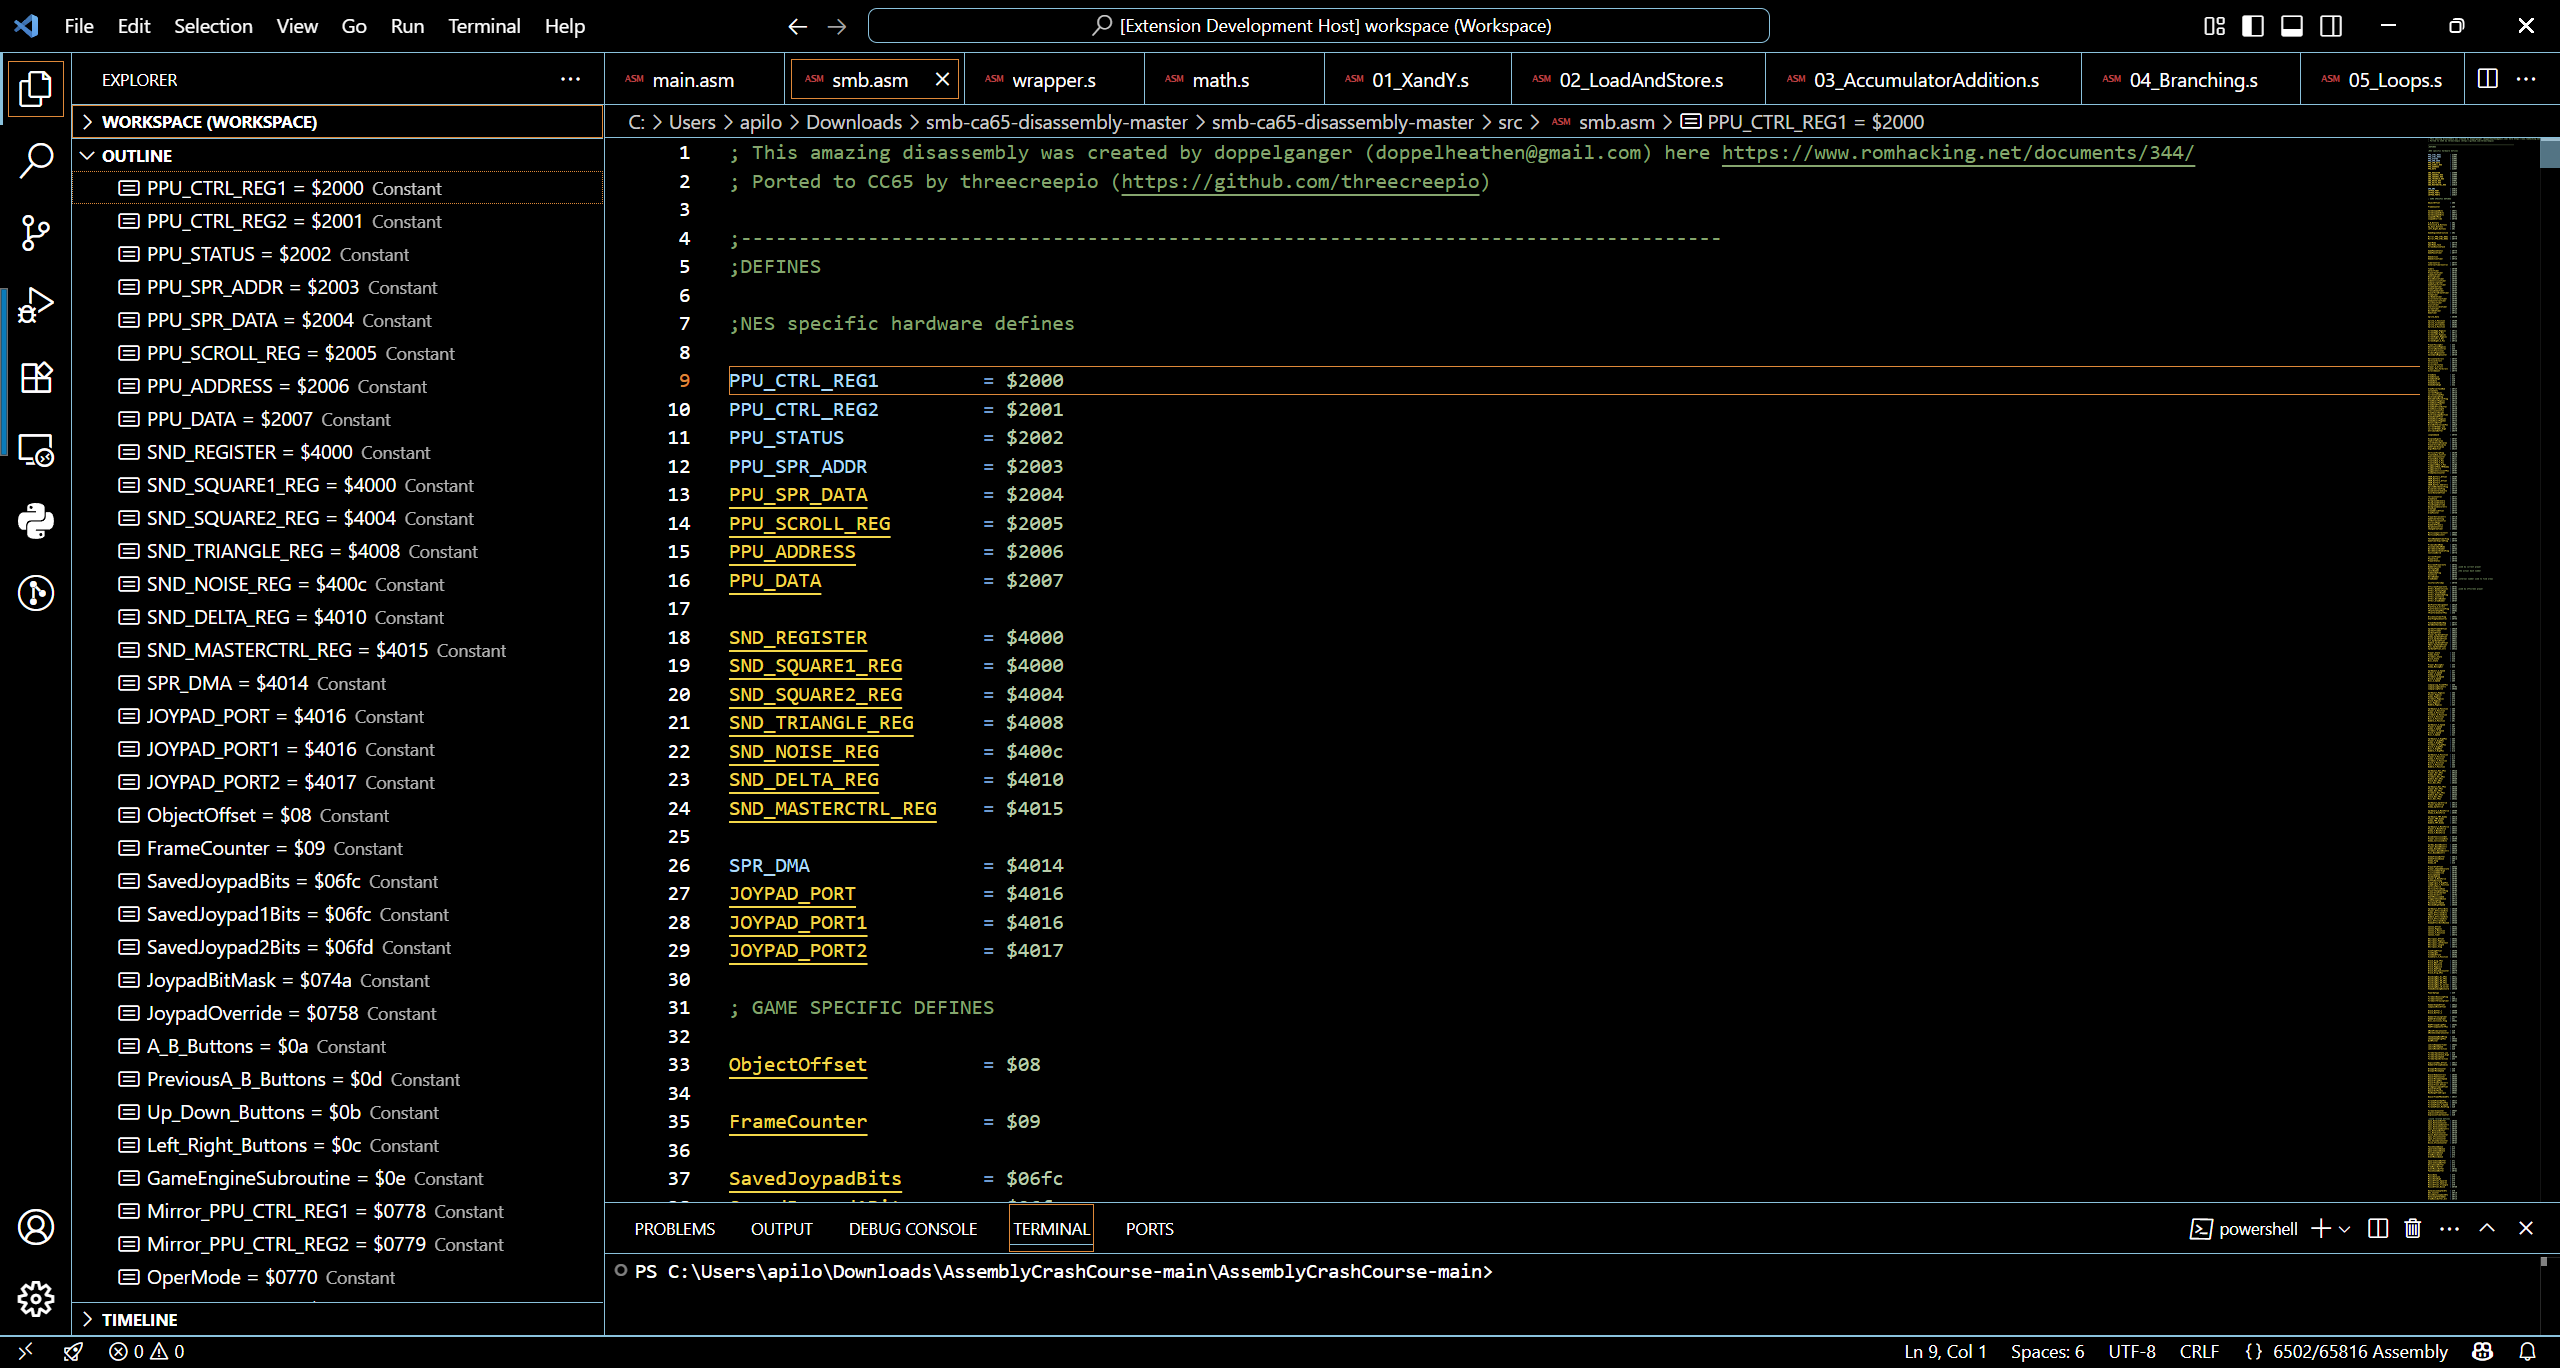 File Edit Selection View Go Run Terminal Help
[Extension Development Host] workspace (Workspace)
EXPLORER
WORKSPACE (WORKSPACE)
OUTLINE
PPU_CTRL_REG1 = $2000 Constant
PPU_CTRL_REG2 = $2001 Constant
PPU_STATUS = $2002 Constant
PPU_SPR_ADDR = $2003 Constant
PPU_SPR_DATA = $2004 Constant
PPU_SCROLL_REG = $2005 Constant
PPU_ADDRESS = $2006 Constant
PPU_DATA = $2007 Constant
SND_REGISTER = $4000 Constant
SND_SQUARE1_REG = $4000 Constant
SND_SQUARE2_REG = $4004 Constant
SND_TRIANGLE_REG = $4008 Constant
SND_NOISE_REG = $400c Constant
SND_DELTA_REG = $4010 Constant
SND_MASTERCTRL_REG = $4015 Constant
SPR_DMA = $4014 Constant
JOYPAD_PORT = $4016 Constant
JOYPAD_PORT1 = $4016 Constant
JOYPAD_PORT2 = $4017 Constant
ObjectOffset = $08 Constant
FrameCounter = $09 Constant
SavedJoypadBits = $06fc Constant
SavedJoypad1Bits = $06fc Constant
SavedJoypad2Bits = $06fd Constant
JoypadBitMask = $074a Constant
JoypadOverride = $0758 Constant
A_B_Buttons = $0a Constant
PreviousA_B_Buttons = $0d Constant
Up_Down_Buttons = $0b Constant
Left_Right_Buttons = $0c Constant
GameEngineSubroutine = $0e Constant
Mirror_PPU_CTRL_REG1 = $0778 Constant
Mirror_PPU_CTRL_REG2 = $0779 Constant
OperMode = $0770 Constant
TIMELINE
ASM main.asm ASM smb.asm ASM wrapper.s ASM math.s ASM 01_XandY.s ASM 02_LoadAndStore.s ASM 03_AccumulatorAddition.s ASM 04_Branching.s ASM 05_Loops.s
C: > Users > apilo > Downloads > smb-ca65-disassembly-master > smb-ca65-disassembly-master > src > ASM smb.asm > PPU_CTRL_REG1 = $2000
1 ; This amazing disassembly was created by doppelganger (doppelheathen@gmail.com) here https://www.romhacking.net/documents/344/
2 ; Ported to CC65 by threecreepio (https://github.com/threecreepio)
3
4 ;-------------------------------------------------------------------------------------
5 ;DEFINES
6
7 ;NES specific hardware defines
8
9 PPU_CTRL_REG1 = $2000
10 PPU_CTRL_REG2 = $2001
11 PPU_STATUS = $2002
12 PPU_SPR_ADDR = $2003
13 PPU_SPR_DATA = $2004
14 PPU_SCROLL_REG = $2005
15 PPU_ADDRESS = $2006
16 PPU_DATA = $2007
17
18 SND_REGISTER = $4000
19 SND_SQUARE1_REG = $4000
20 SND_SQUARE2_REG = $4004
21 SND_TRIANGLE_REG = $4008
22 SND_NOISE_REG = $400c
23 SND_DELTA_REG = $4010
24 SND_MASTERCTRL_REG = $4015
25
26 SPR_DMA = $4014
27 JOYPAD_PORT = $4016
28 JOYPAD_PORT1 = $4016
29 JOYPAD_PORT2 = $4017
30
31 ; GAME SPECIFIC DEFINES
32
33 ObjectOffset = $08
34
35 FrameCounter = $09
36
37 SavedJoypadBits = $06fc
PROBLEMS OUTPUT DEBUG CONSOLE TERMINAL PORTS
powershell
PS C:\Users\apilo\Downloads\AssemblyCrashCourse-main\AssemblyCrashCourse-main>
0 0
Ln 9, Col 1 Spaces: 6 UTF-8 CRLF {} 6502/65816 Assembly